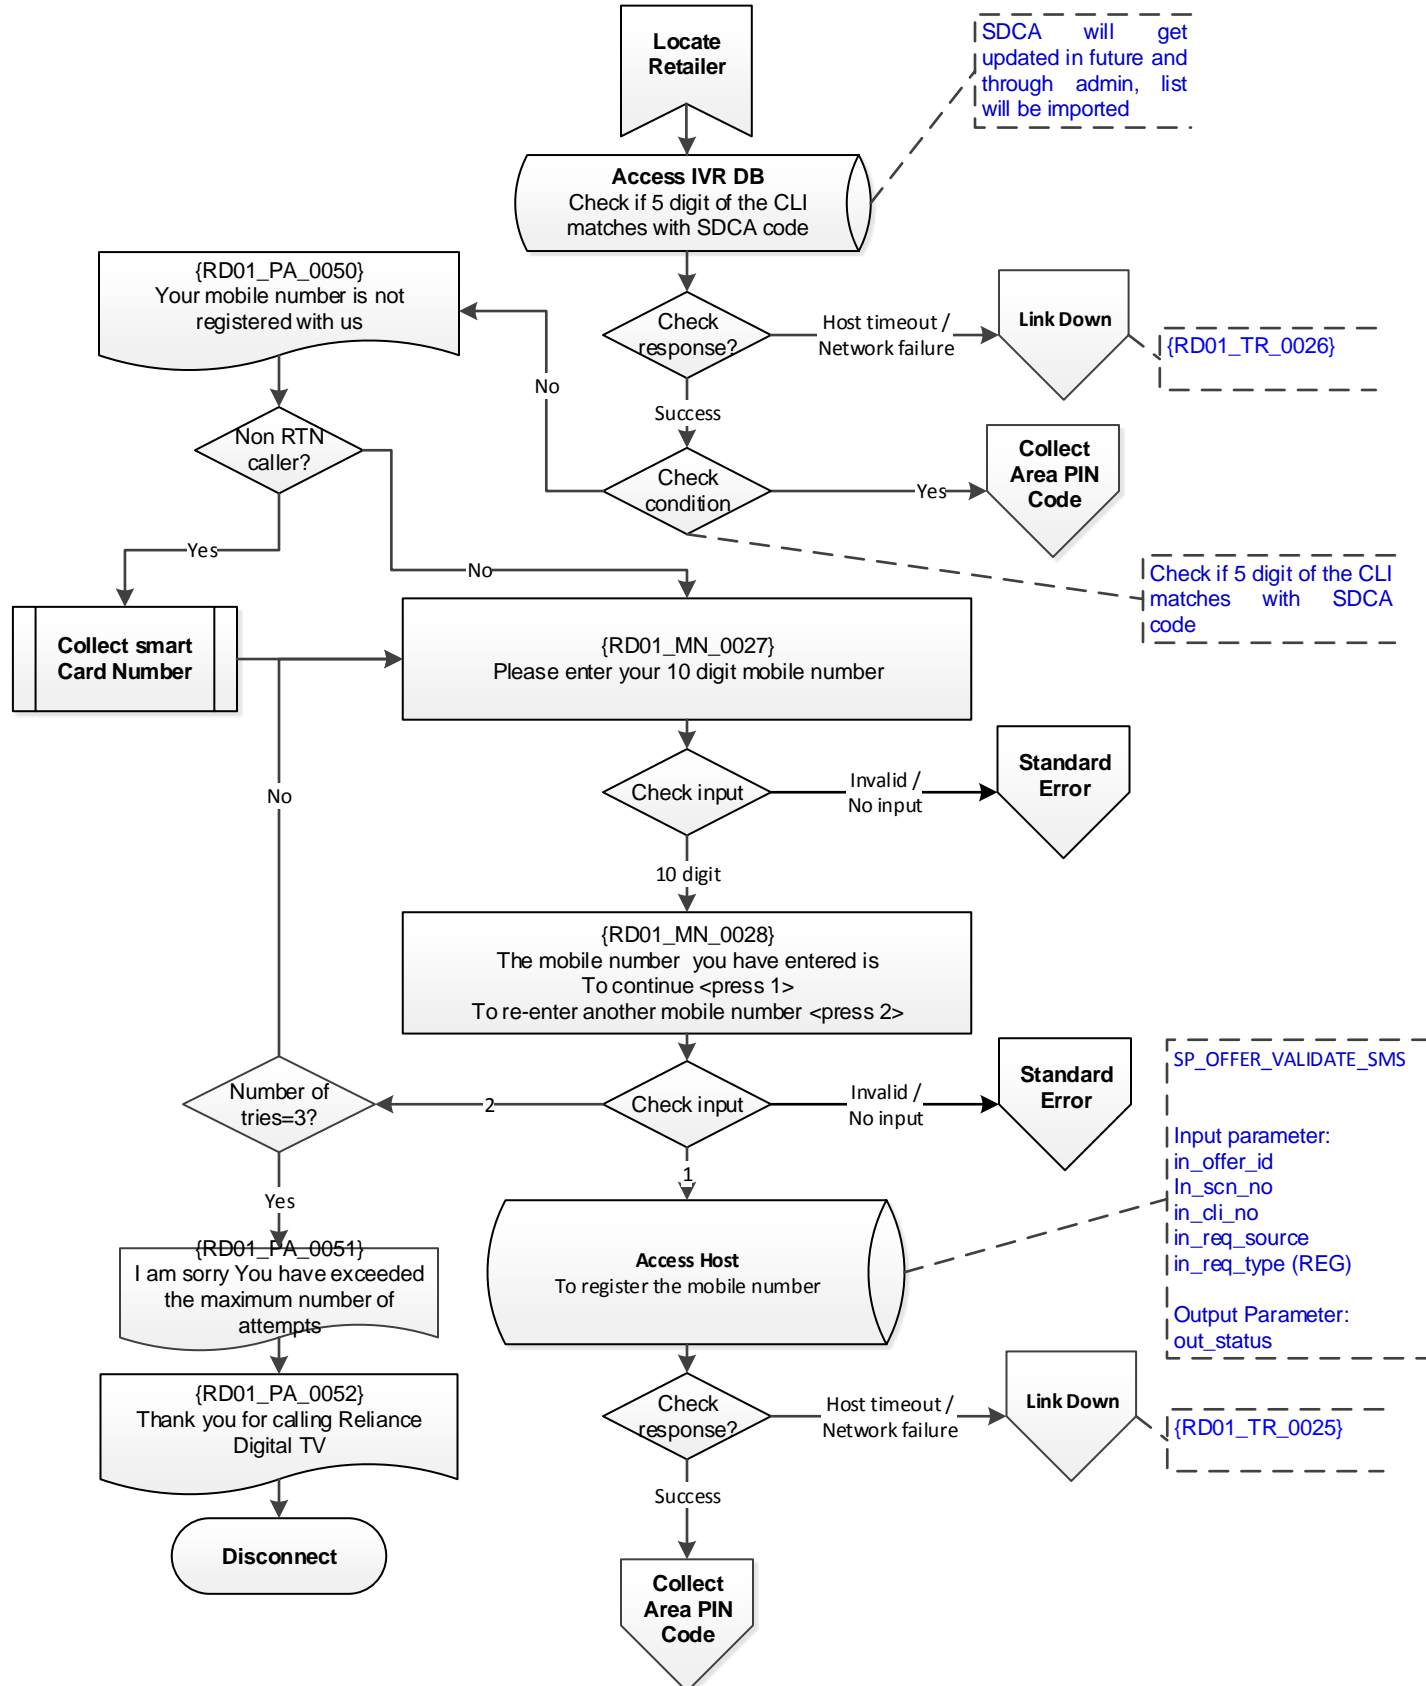 Locate
Retailer
SDCA will get
updated in future and
through admin, list
will be imported
Access IVR DB
Check if 5 digit of the CLI
matches with SDCA code
{RD01_PA_0050}
Your mobile number is not
registered with us
Check
response?
Host timeout /
Network failure
Link Down
{RD01_TR_0026}
No
Success
Non RTN
caller?
Check
condition
Yes
Collect
Area PIN
Code
Yes
No
Check if 5 digit of the CLI
matches with SDCA
code
Collect smart
Card Number
{RD01_MN_0027}
Please enter your 10 digit mobile number
No
Check input
Invalid /
No input
Standard
Error
10 digit
{RD01_MN_0028}
The mobile number you have entered is
To continue <press 1>
To re-enter another mobile number <press 2>
Number of
tries=3?
2
Check input
Invalid /
No input
Standard
Error
SP_OFFER_VALIDATE_SMS
Input parameter:
in_offer_id
In_scn_no
in_cli_no
in_req_source
in_req_type (REG)
Output Parameter:
out_status
Yes
1
{RD01_PA_0051}
I am sorry You have exceeded
the maximum number of
attempts
Access Host
To register the mobile number
{RD01_PA_0052}
Thank you for calling Reliance
Digital TV
Check
response?
Host timeout /
Network failure
Link Down
{RD01_TR_0025}
Success
Disconnect
Collect
Area PIN
Code